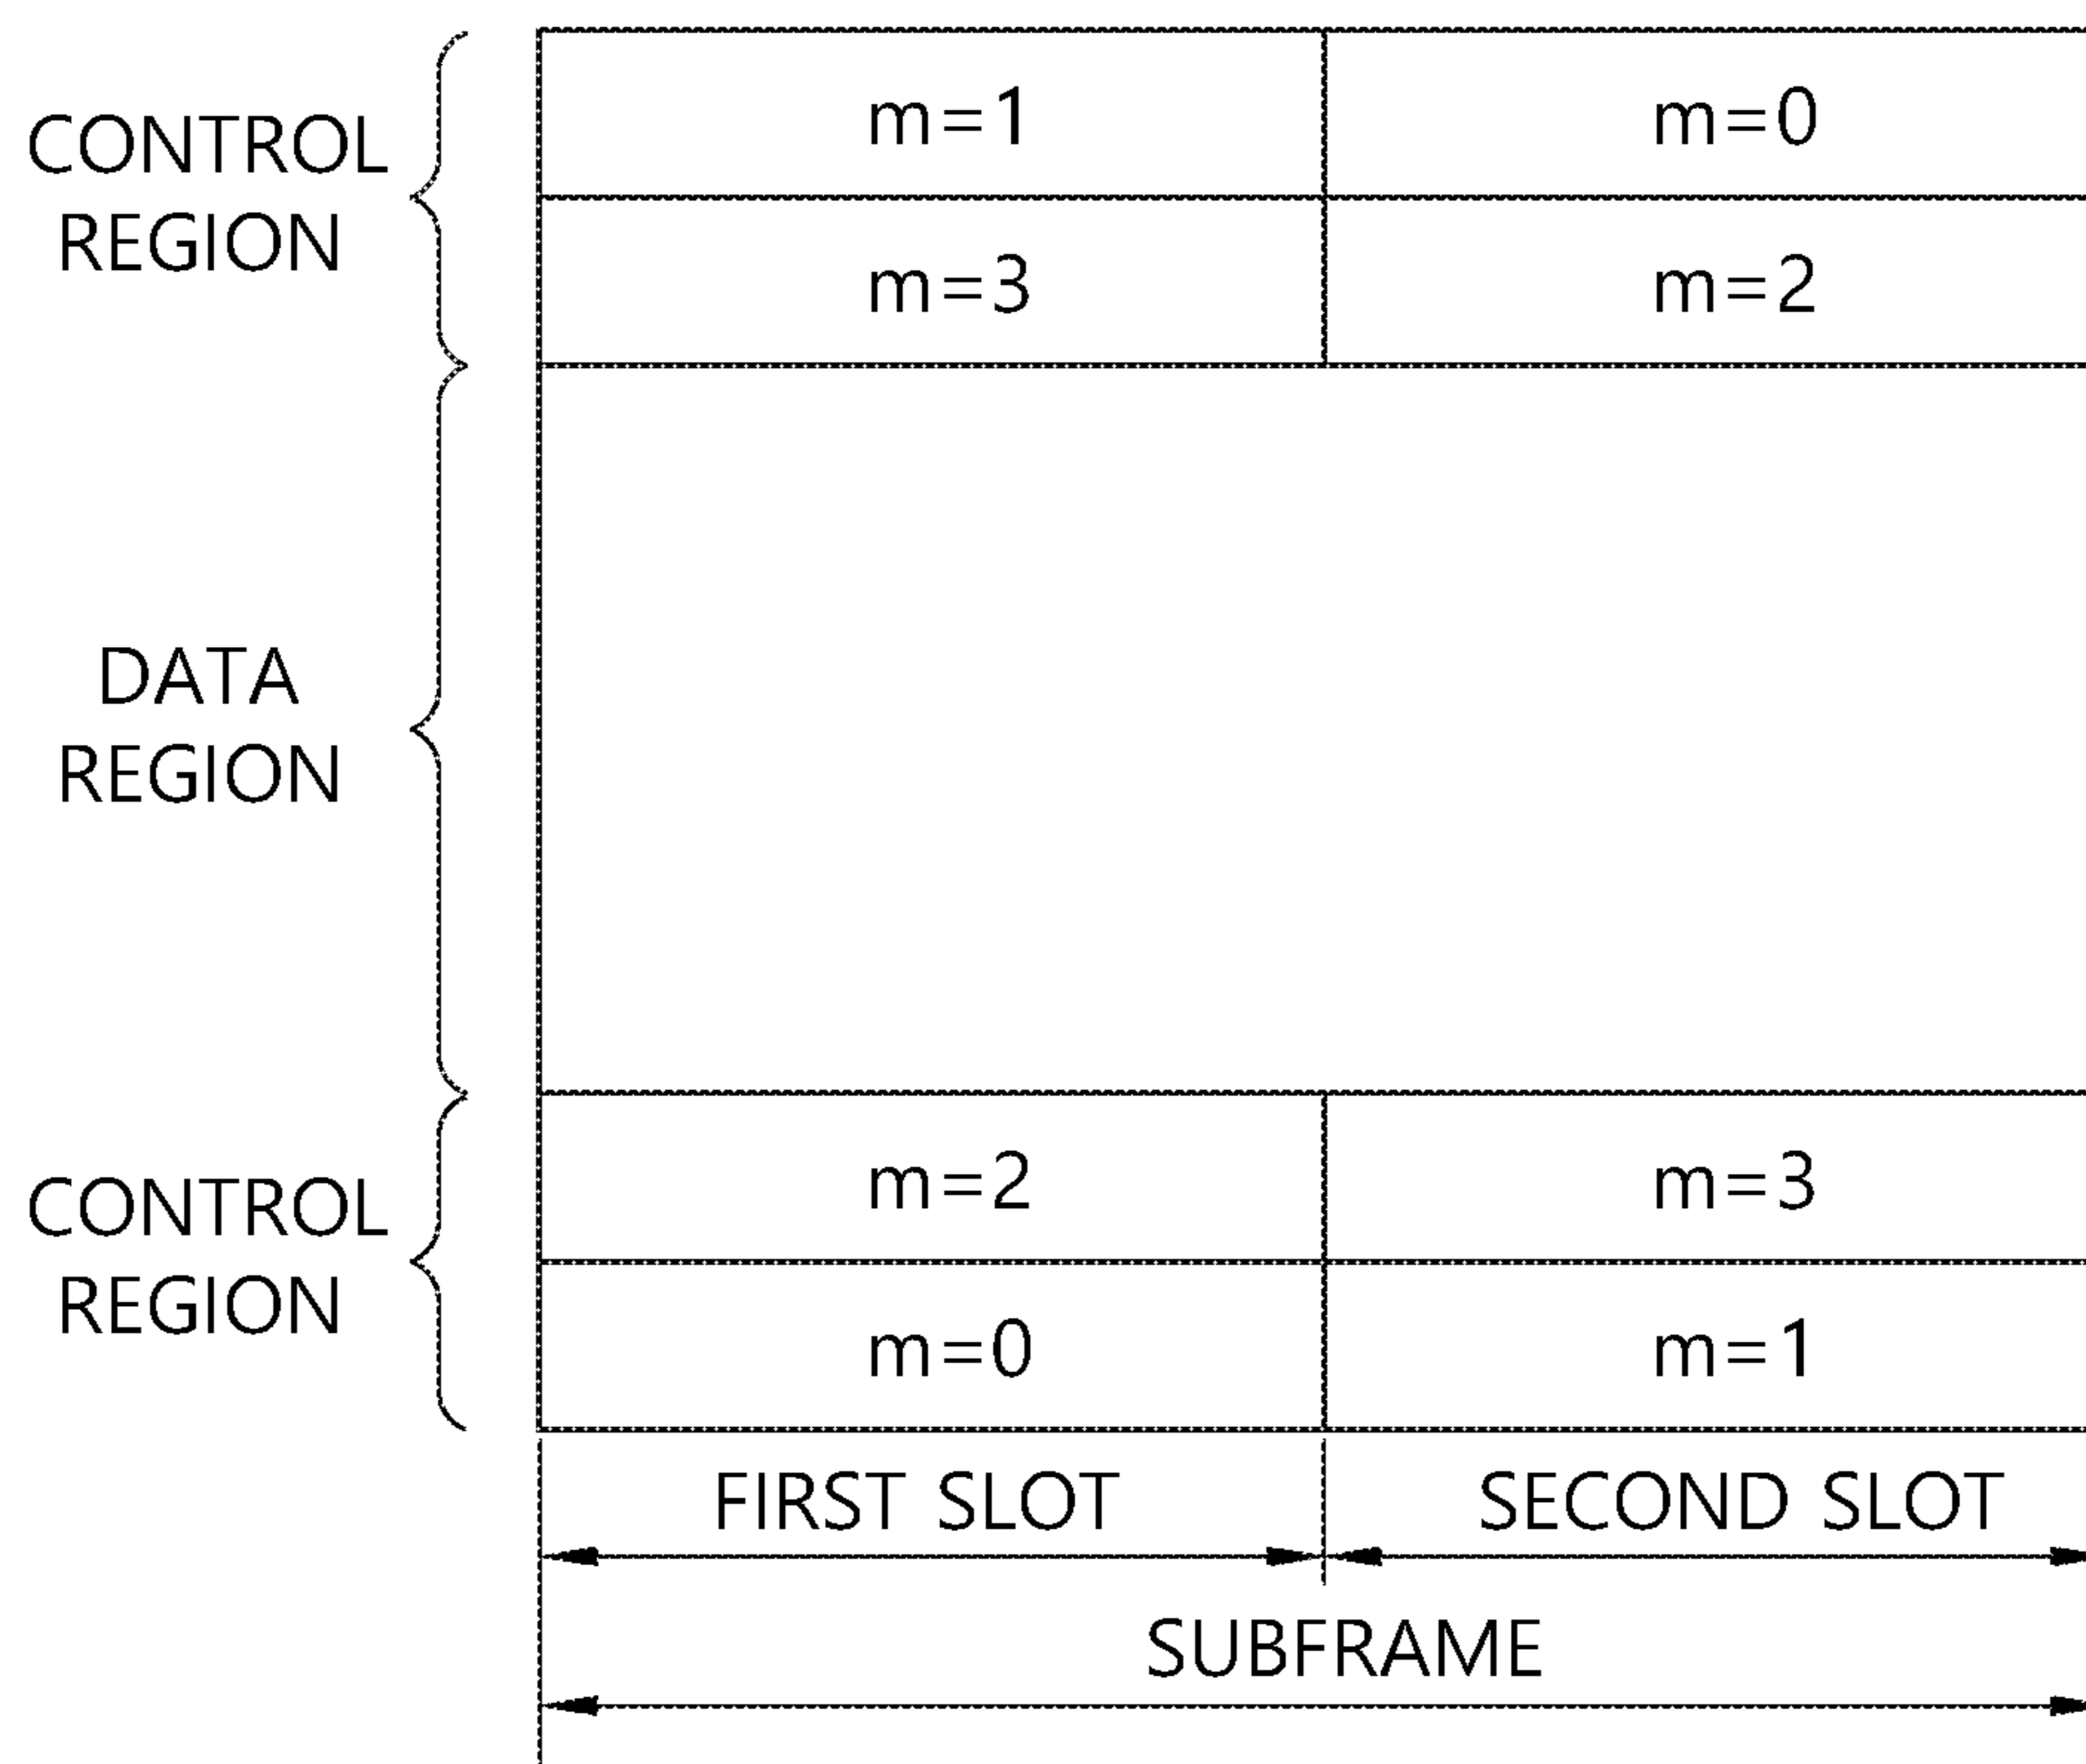 m=1 m=0
CONTROL
REGION
m=3 m=2
DATA
REGION
m=2 m=3
CONTROL
REGION
m=0 m=1
FIRST SLOT SECOND SLOT
SUBFRAME